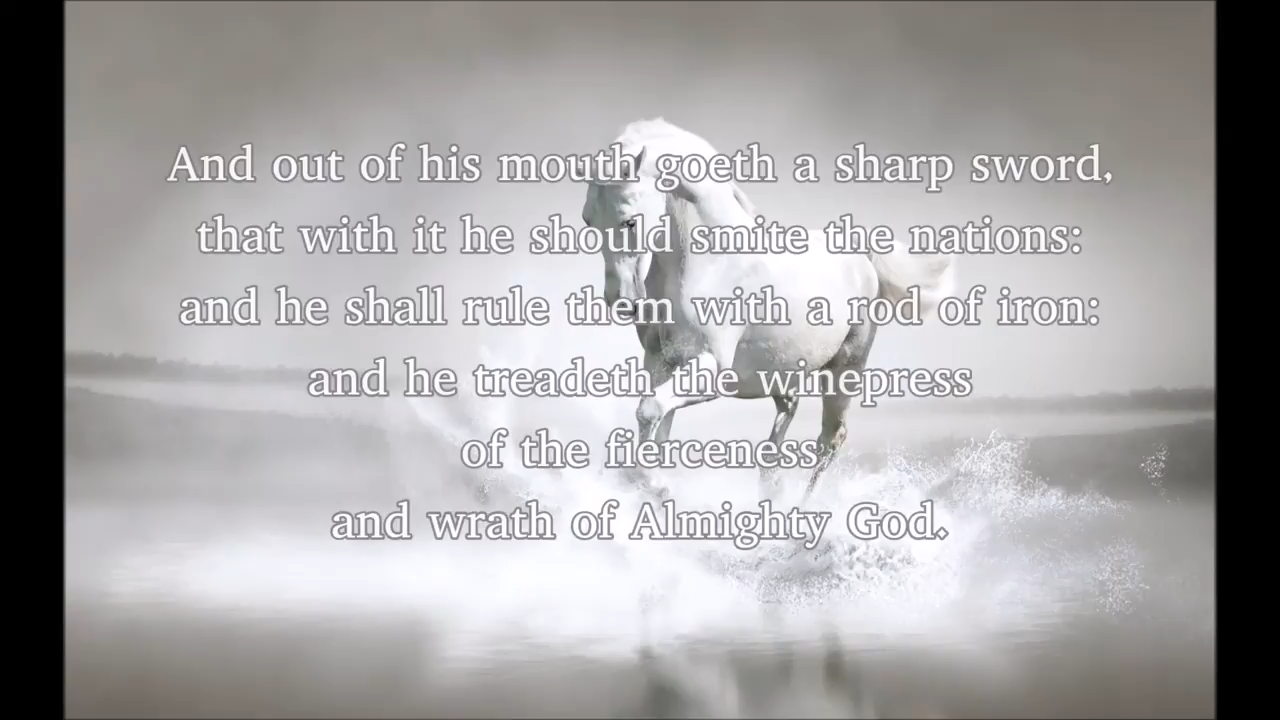 And out of his mouth goeth a sharp sword,
that with it he should smite the nations:
and he shall rule them with a rod of iron:
and he treadeth the winepress
of the fierceness
and wrath of Almighty God.